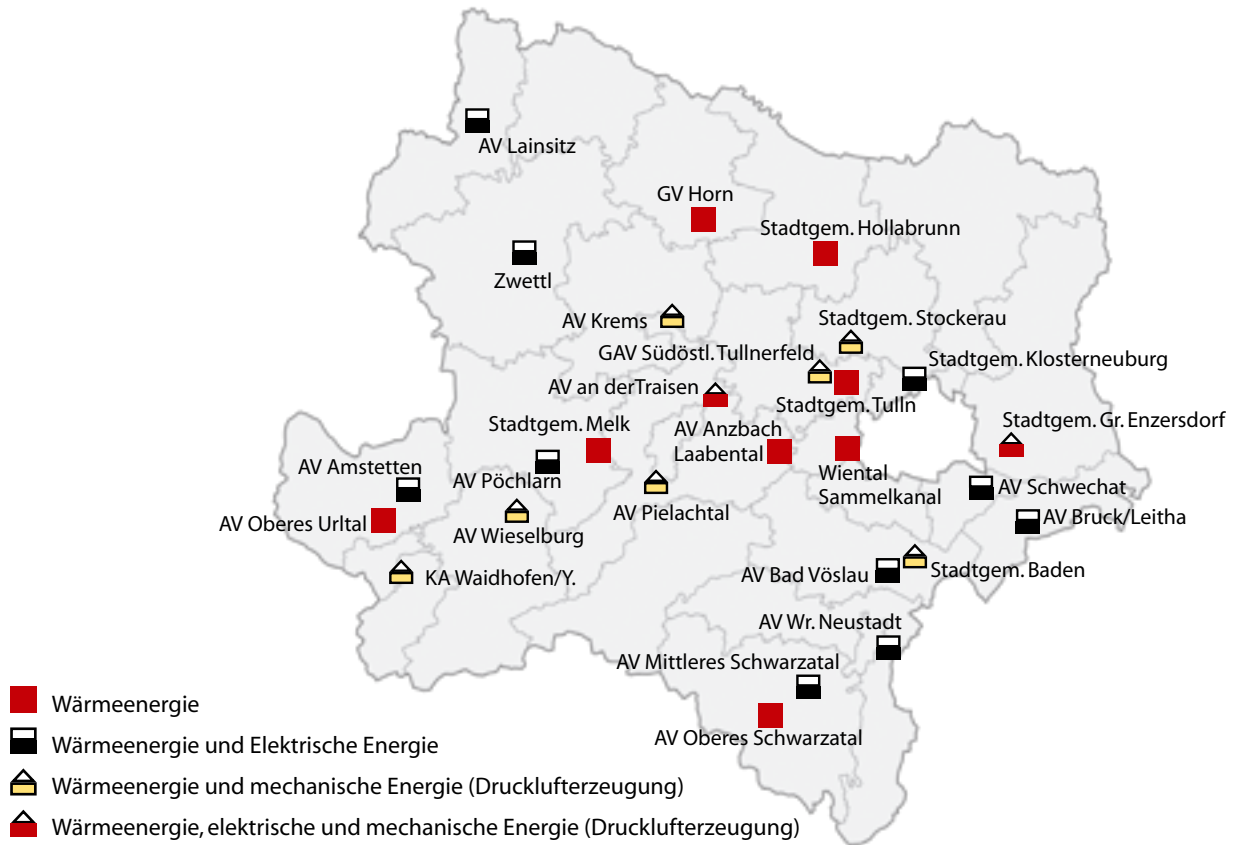 AV Lainsitz
GV Horn
Stadtgem. Hollabrunn
Zwettl
AV Krems
Stadtgem. Stockerau
GAV Südöstl. Tullnerfeld
Stadtgem. Klosterneuburg
AV an derTraisen
Stadtgem. Tulln
Stadtgem. Melk
AV Anzbach
Laabental
Stadtgem. Gr. Enzersdorf
AV Amstetten
AV Pöchlarn
Wiental
Sammelkanal
AV Schwechat
AV Oberes Urltal
AV Wieselburg
AV Pielachtal
AV Bruck/Leitha
KA Waidhofen/Y.
AV Bad Vöslau
Stadtgem. Baden
AV Wr. Neustadt
AV Mittleres Schwarzatal
AV Oberes Schwarzatal
Wärmeenergie
Wärmeenergie und Elektrische Energie
Wärmeenergie und mechanische Energie (Drucklufterzeugung)
Wärmeenergie, elektrische und mechanische Energie (Drucklufterzeugung)